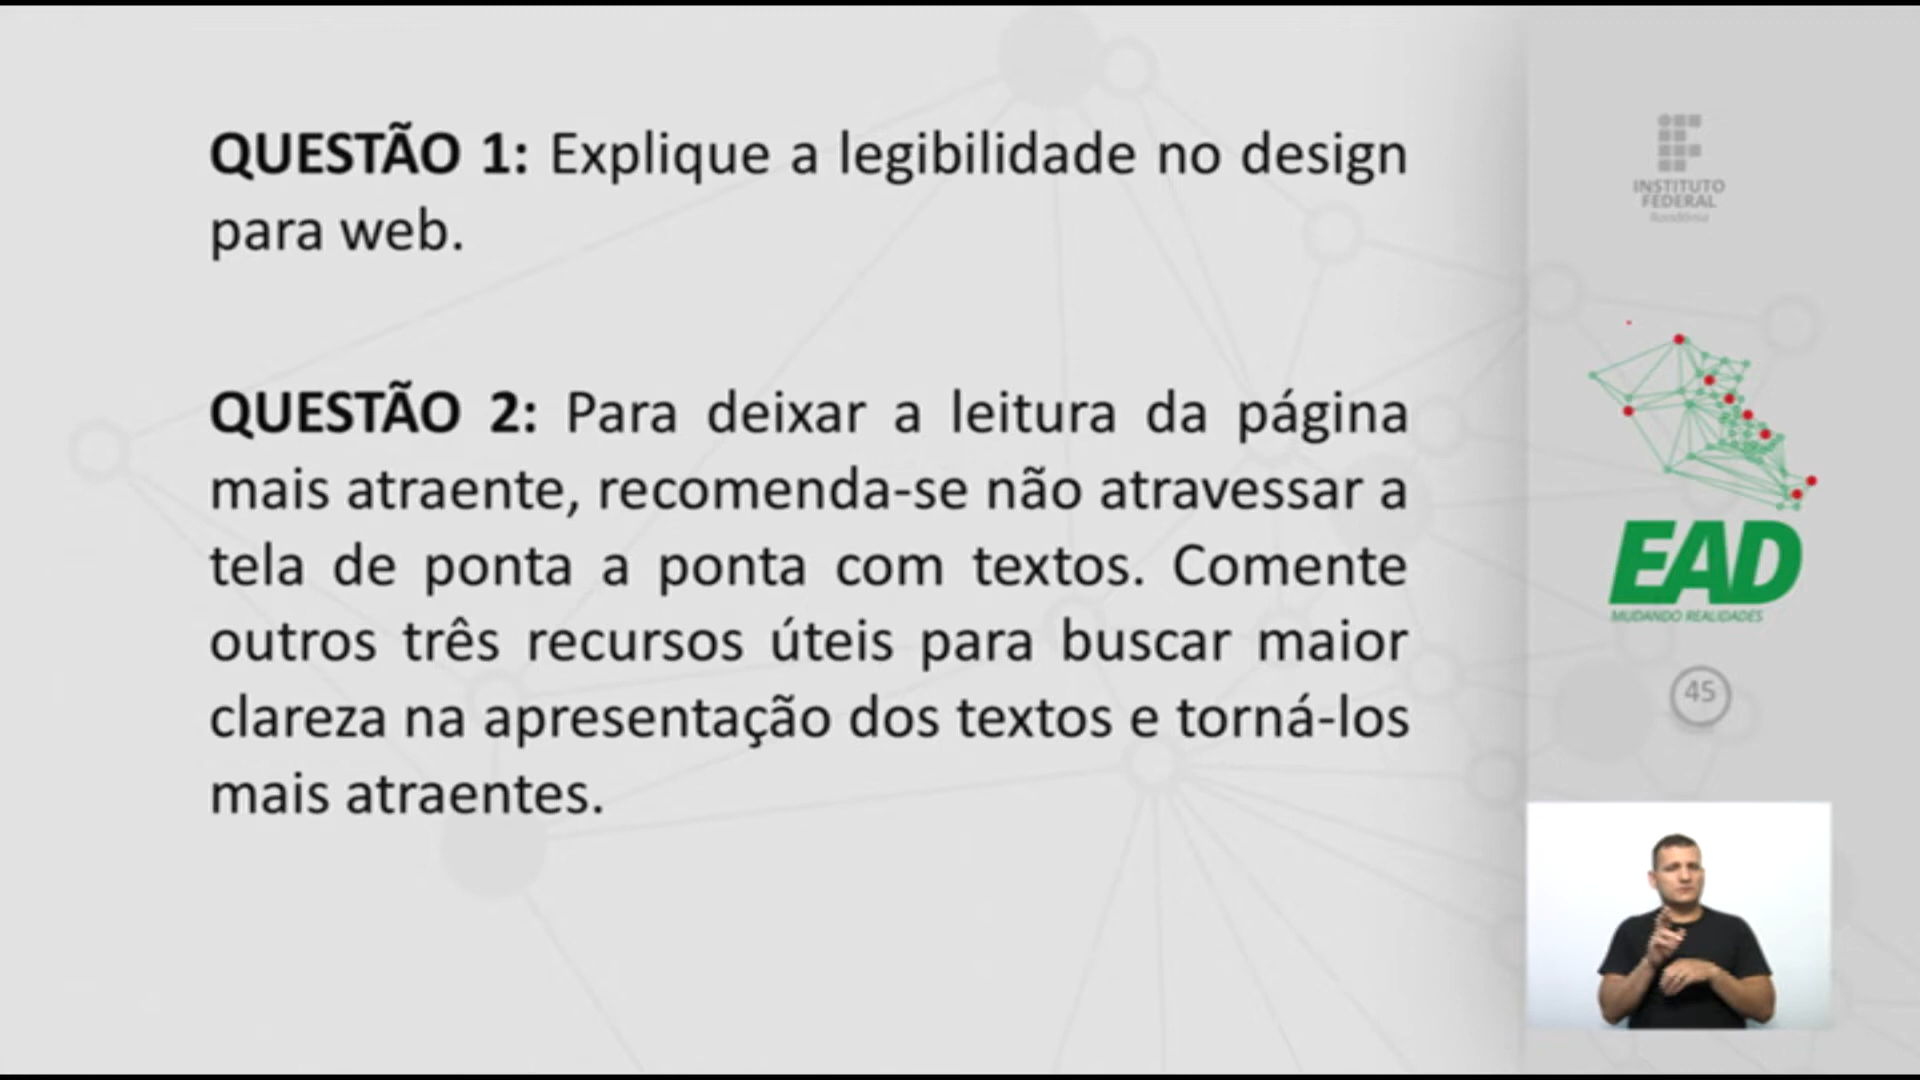 QUESTÃO 1: Explique a legibilidade no design
para web.
QUESTÃO 2: Para deixar a leitura da página
mais atraente, recomenda-se não atravessar a
tela de ponta a ponta com textos. Comente
outros três recursos úteis para buscar maior
clareza na apresentação dos textos e torná-los
mais atraentes.
INSTITUTO
FEDERAL
Rondônia
EAD
MUDANDO REALIDADES
45